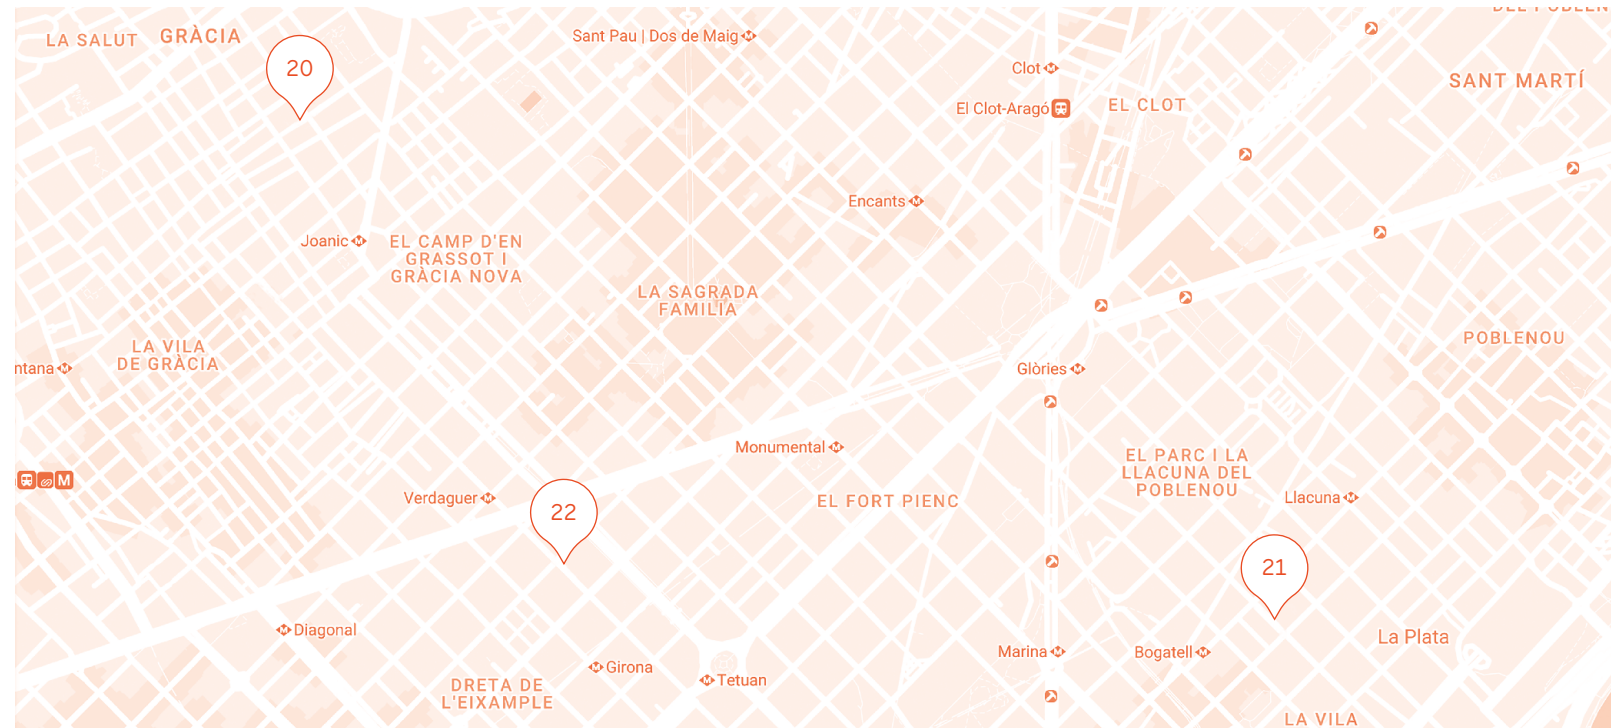 DEL POBLEN
LA SALUT
GRÀCIA
20
Sant Pau | Dos de Maig
Clot
El Clot-Aragó
EL CLOT
SANT MARTÍ
Encants
Joanic
EL CAMP D'EN
GRASSOT I
GRÀCIA NOVA
LA SAGRADA
FAMILIA
LA VILA
DE GRÀCIA
ntana
Glòries
POBLENOU
Monumental
EL PARC I LA
LLACUNA DEL
POBLENOU
M
Verdaguer
22
EL FORT PIENC
Llacuna
21
Diagonal
Girona
Tetuan
Marina
Bogatell
La Plata
DRETA DE
L'EIXAMPLE
LA VILA